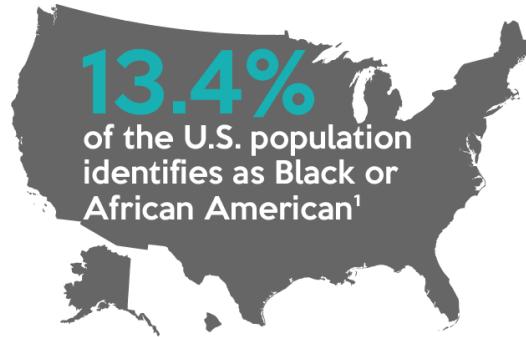 13.4%
of the U.S. population
identifies as Black or
African American¹